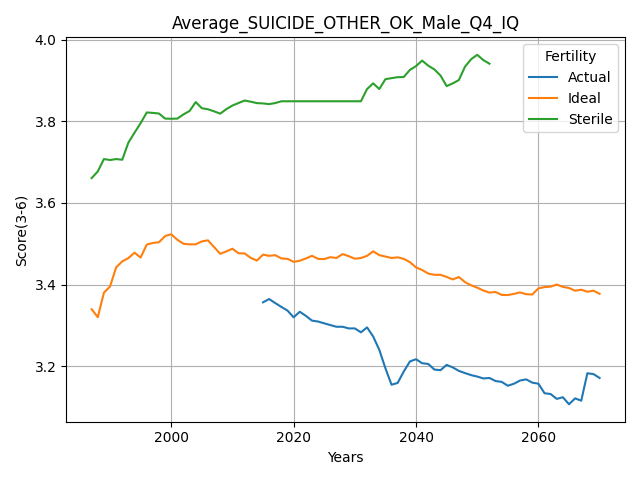 Average_SUICIDE_OTHER_OK_Male_Q4_IQ
4.0
3.8
3.6
3.4
3.2
Score(3-6)
Fertility
Actual
Ideal
Sterile
2000
2020
2040
2060
Years